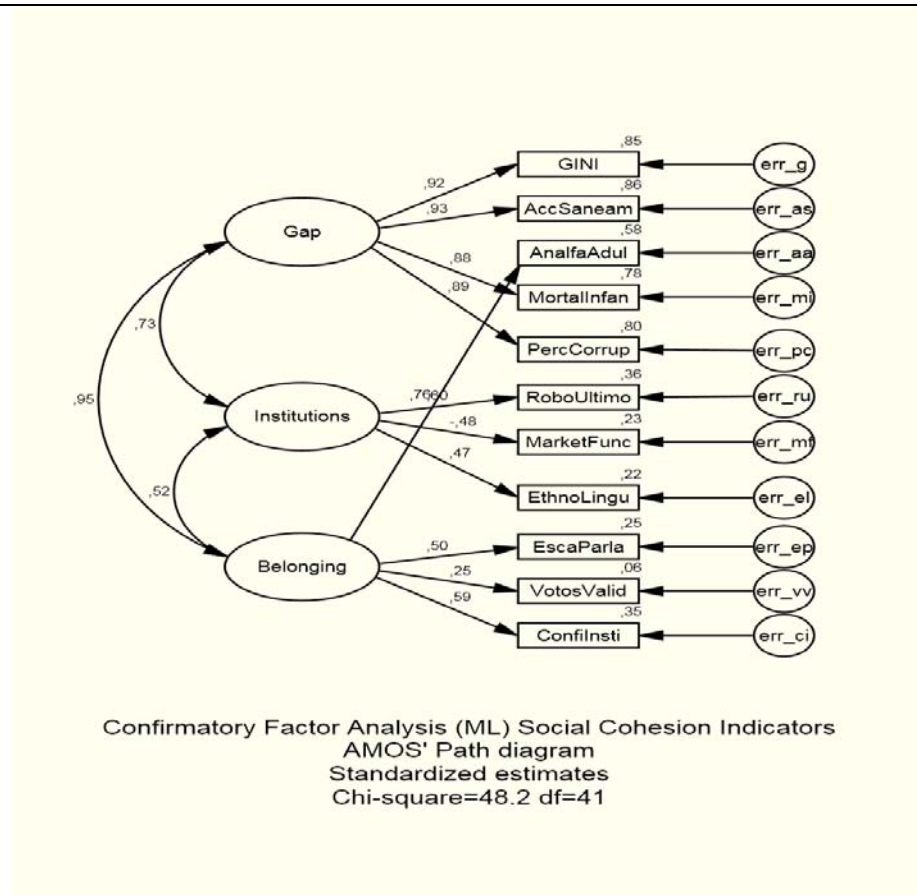 ,85
GINI
err_g
,92
,86
,93
AccSaneam
err_as
Gap
,58
AnalfaAdul
err_aa
,88
,78
MortalInfan
err_mi
,89
,80
PercCorrup
err_pc
,73
,36
,76
,60
RoboUltimo
err_ru
,95
Institutions
-,48
,23
MarketFunc
err_mf
,47
,22
EthnoLingu
err_el
,52
,25
,50
EscaParla
err_ep
Belonging
,25
,06
VotosValid
err_vv
,59
,35
ConfiInsti
err_ci
Confirmatory Factor Analysis (ML) Social Cohesion Indicators
AMOS' Path diagram
Standardized estimates
Chi-square=48.2 df=41